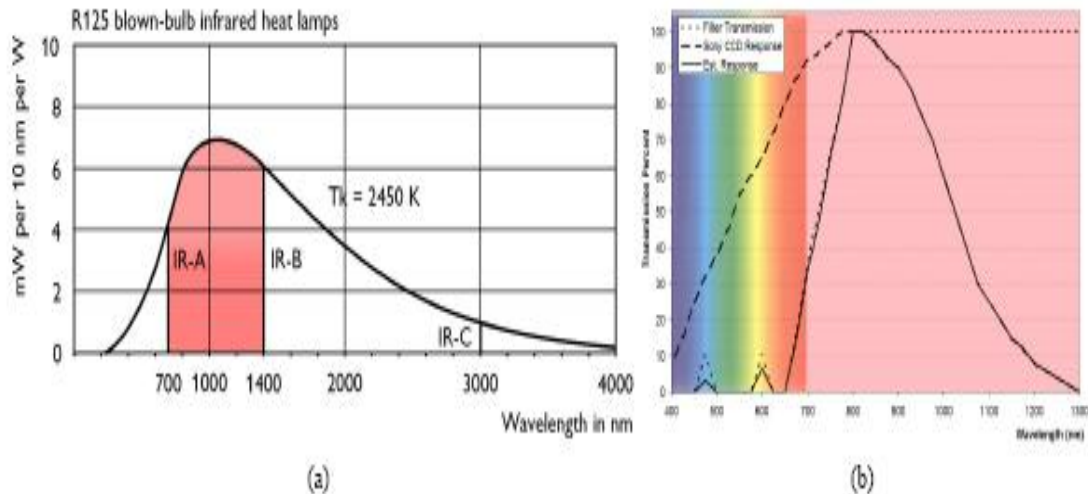 R125 blown-bulb infrared heat lamps
mW per 10 nm per W
10
8
6
4
2
0
IR-A
IR-B
Tk = 2450 K
IR-C
700 1000 1400 2000 3000 4000
Wavelength in nm
(a)
Filter Transmission
Sony CCD Response
Est. Response
Transmission Percent
100
90
80
70
60
50
40
30
20
10
0
400 500 600 700 800 900 1000 1100 1200 1300
Wavelength (nm)
(b)